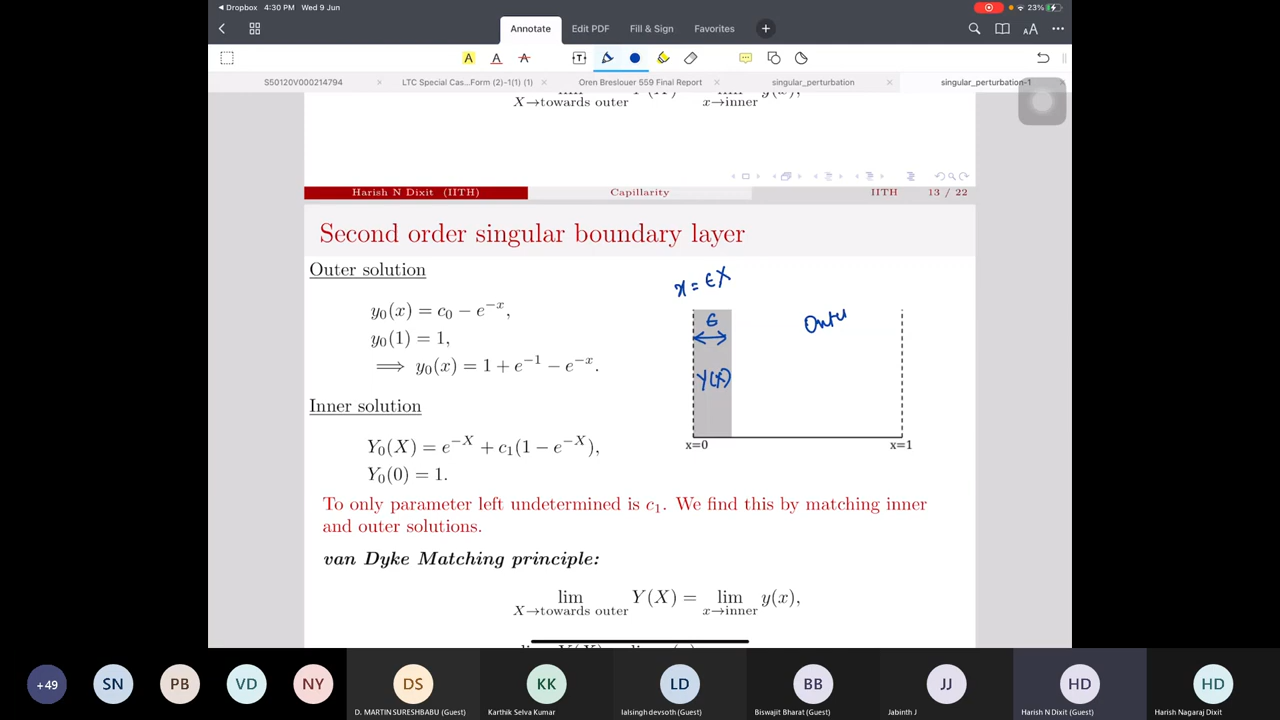 Dropbox 4:30 PM Wed 9 Jun 23%
Annotate Edit PDF Fill & Sign Favorites
S50120V000214794 LTC Special Cas...Form (2)-1(1) (1) Oren Breslouer 559 Final Report singular_perturbation singular_perturbation-1
X→towards outer x→inner
Harish N Dixit (IITH) Capillarity IITH 13 / 22
Second order singular boundary layer
Outer solution
x = ϵX
y₀(x) = c₀ − e⁻ˣ,
y₀(1) = 1,
⟹ y₀(x) = 1 + e⁻¹ − e⁻ˣ.
ϵ
Outer
Y(X)
x=0 x=1
Inner solution
Y₀(X) = e^{−X} + c₁(1 − e^{−X}),
Y₀(0) = 1.
To only parameter left undetermined is c₁. We find this by matching inner
and outer solutions.
van Dyke Matching principle:
lim Y(X) = lim y(x),
X→towards outer x→inner
+49 SN PB VD NY DS KK LD BB JJ HD HD
D. MARTIN SURESHBABU (Guest) Karthik Selva Kumar lalsingh devsoth (Guest) Biswajit Bharat (Guest) Jabinth J Harish N Dixit (Guest) Harish Nagaraj Dixit